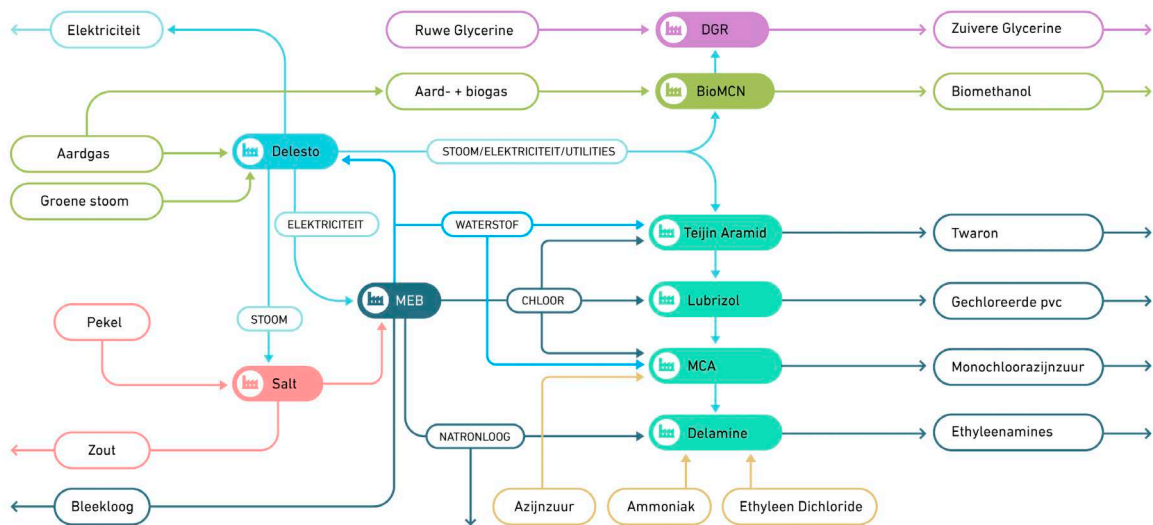 Elektriciteit
Ruwe Glycerine
DGR
Zuivere Glycerine
Aard- + biogas
BioMCN
Biomethanol
Aardgas
Delesto
STOOM/ELEKTRICITEIT/UTILITIES
Groene stoom
ELEKTRICITEIT
WATERSTOF
Teijin Aramid
Twaron
MEB
CHLOOR
Lubrizol
Gechloreerde pvc
Pekel
STOOM
Salt
MCA
Monochloorazijnzuur
Zout
NATRONLOOG
Delamine
Ethyleenamines
Bleekloog
Azijnzuur
Ammoniak
Ethyleen Dichloride